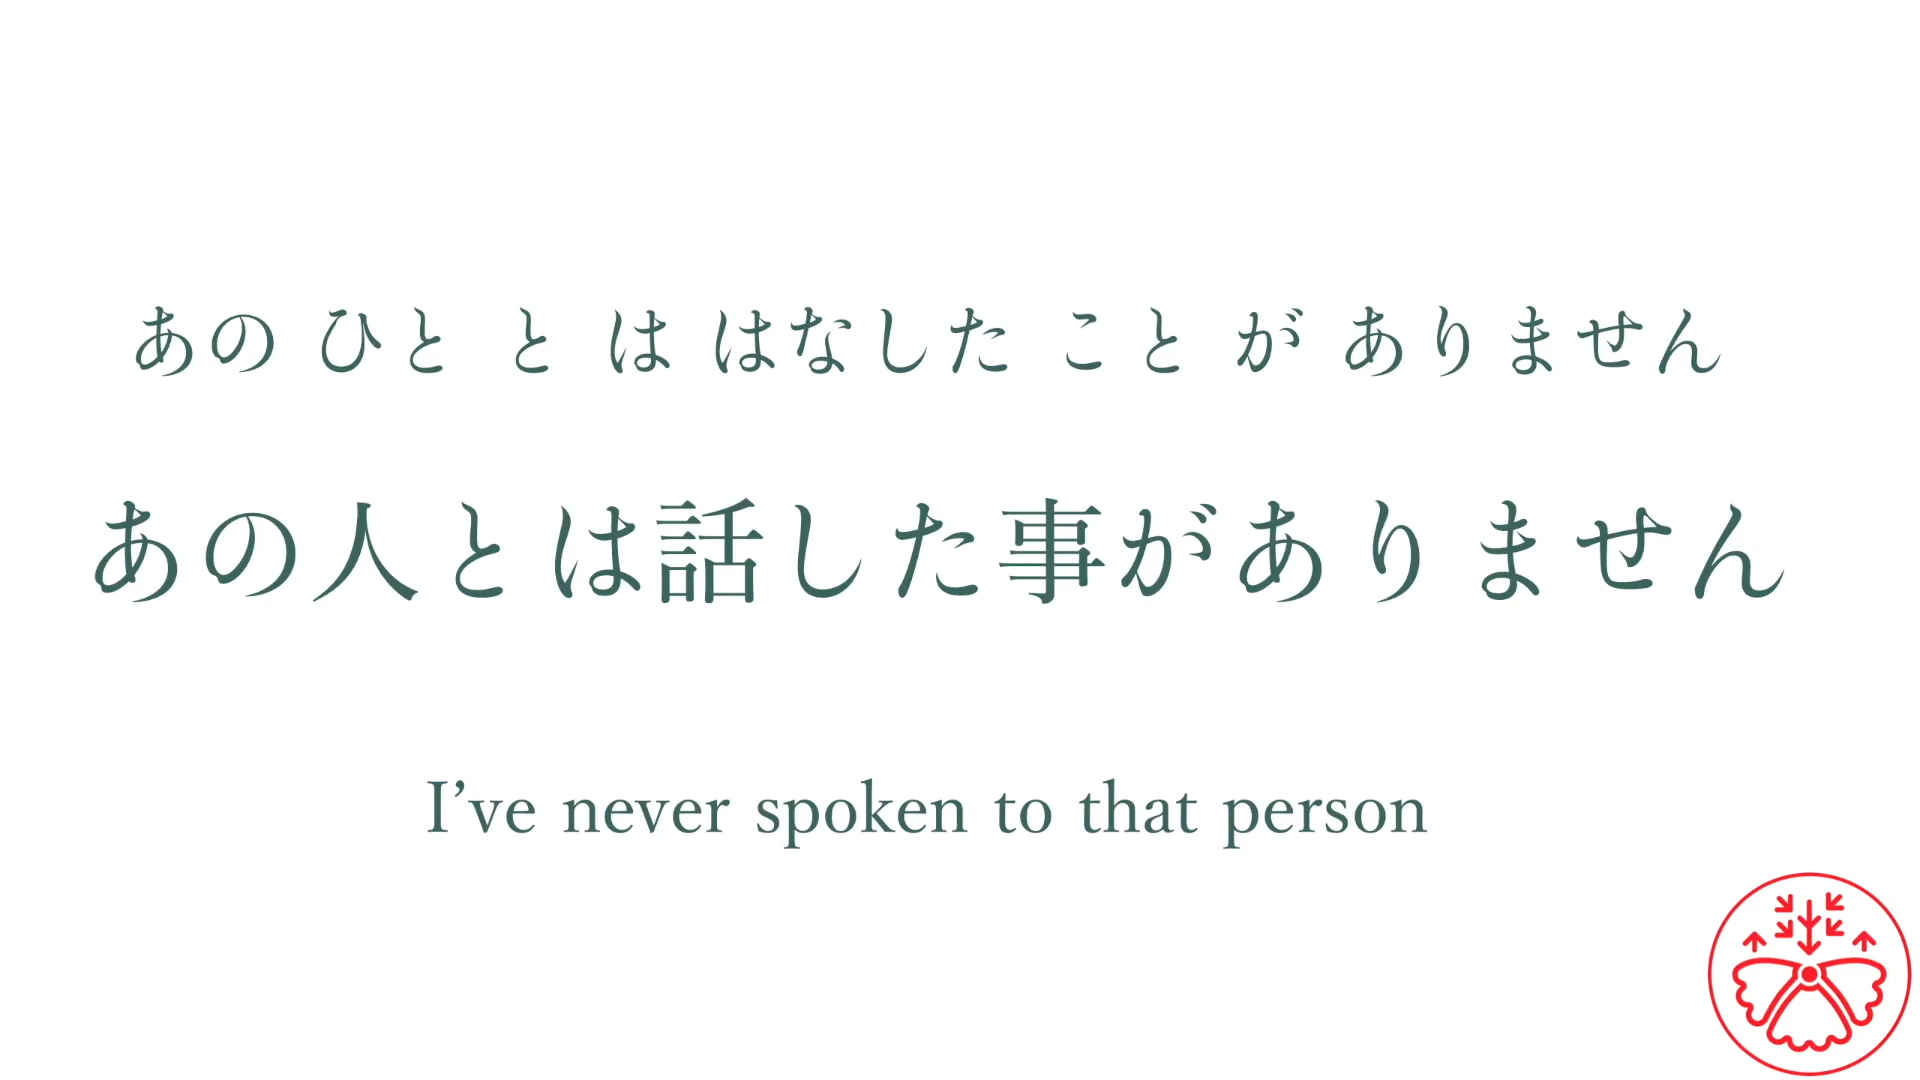 あの ひと と は はなした こと が ありません
あの人とは話した事がありません
I’ve never spoken to that person